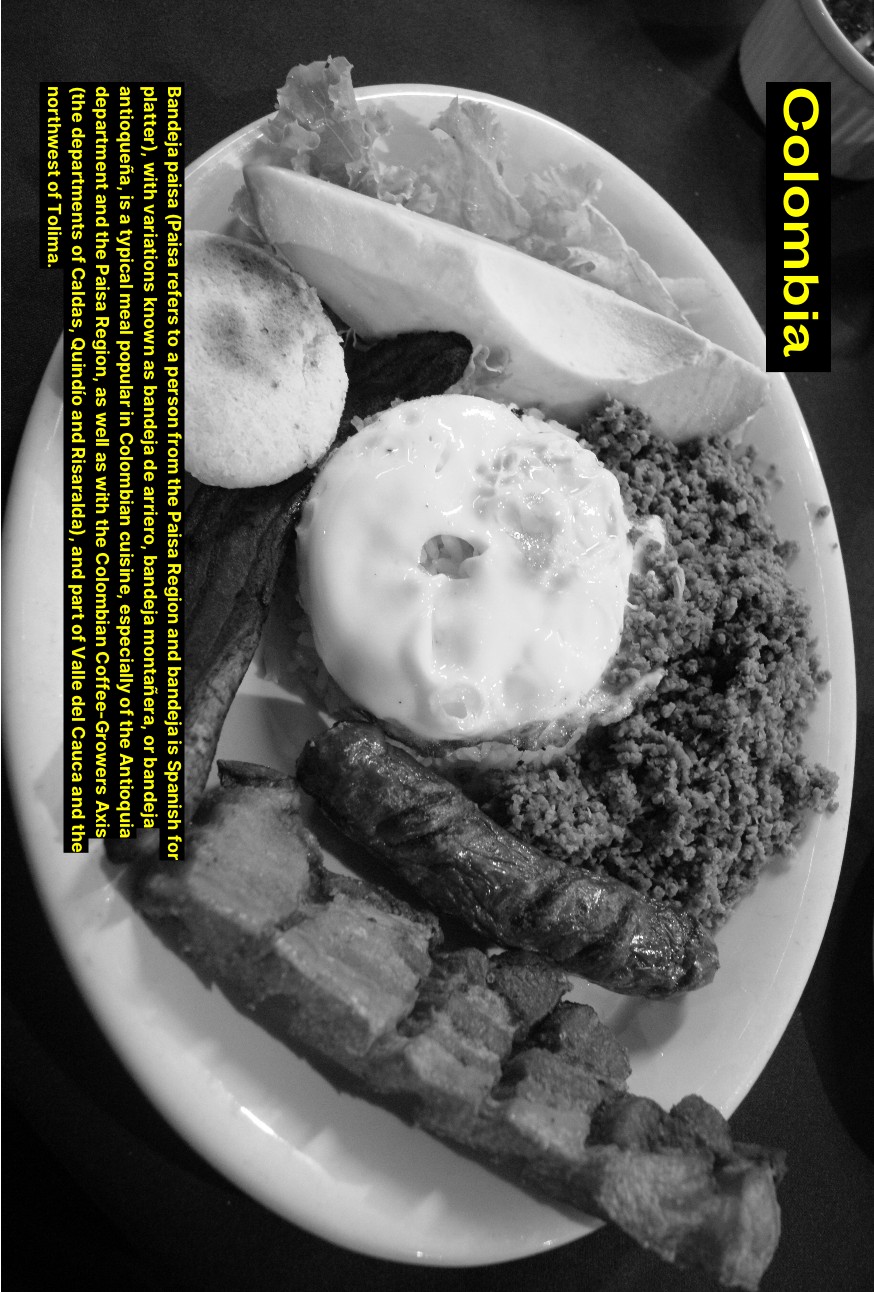 Colombia
Bandeja paisa (Paisa refers to a person from the Paisa Region and bandeja is Spanish for
platter), with variations known as bandeja de arriero, bandeja montañera, or bandeja
antioqueña, is a typical meal popular in Colombian cuisine, especially of the Antioquia
department and the Paisa Region, as well as with the Colombian Coffee-Growers Axis
(the departments of Caldas, Quindío and Risaralda), and part of Valle del Cauca and the
northwest of Tolima.